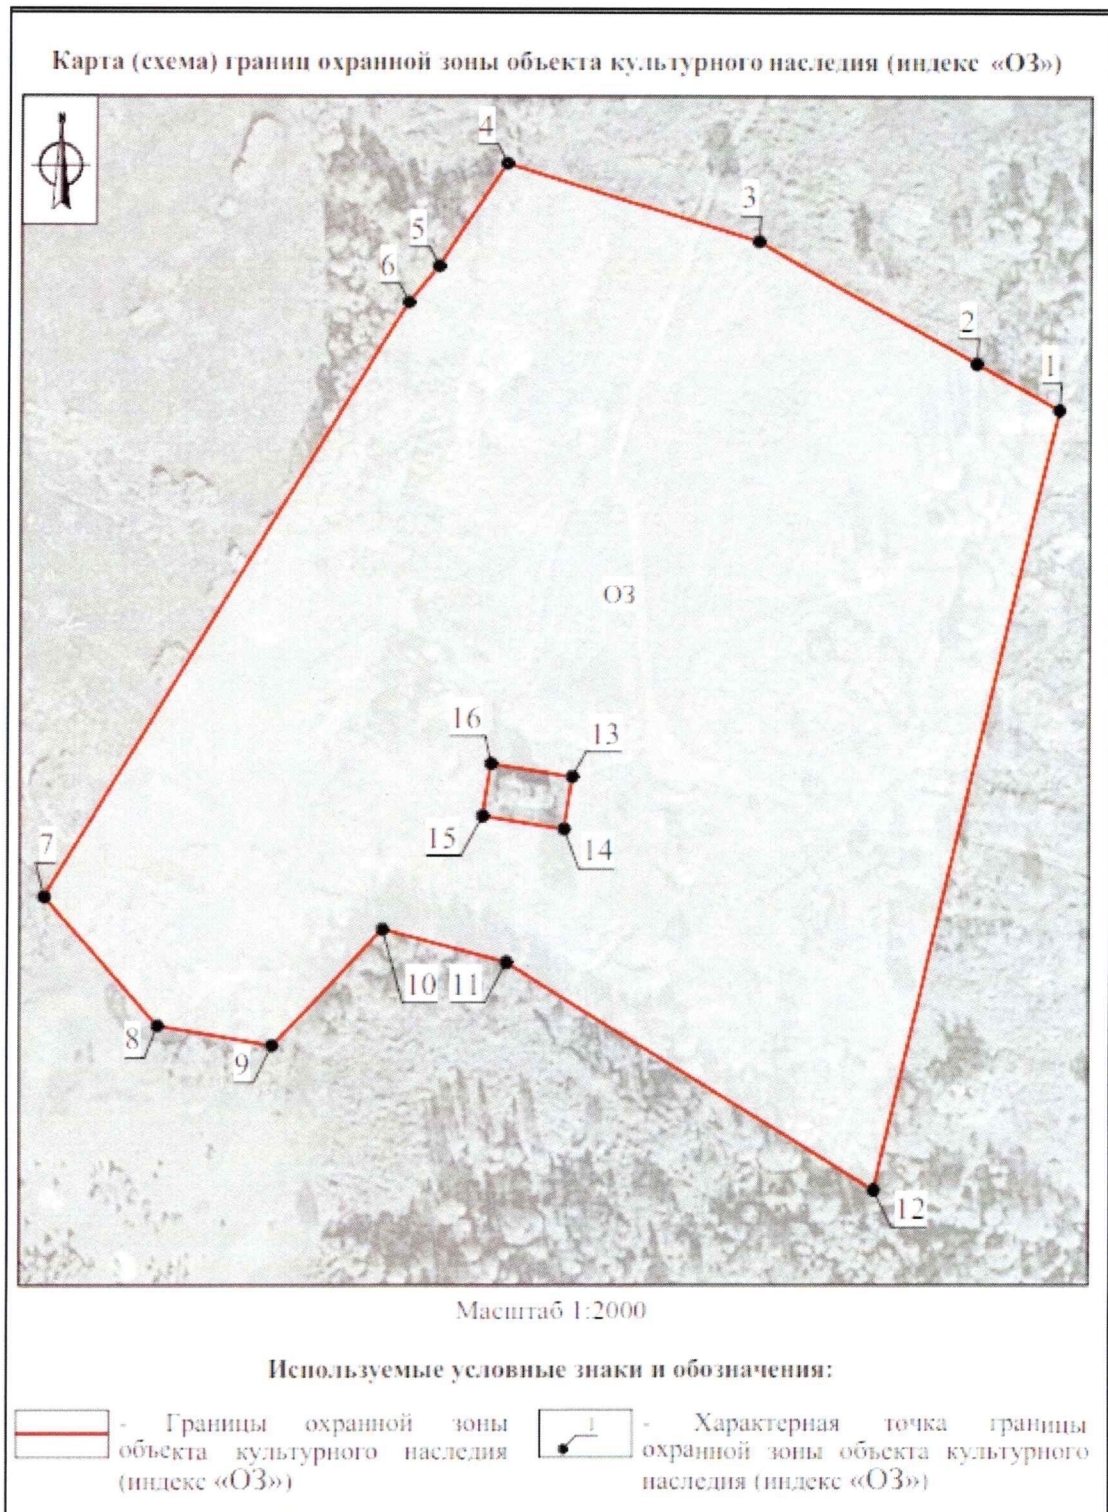 Карта (схема) границ охранной зоны объекта культурного наследия (индекс «ОЗ»)
N
4
3
5
6
2
1
ОЗ
16
13
15
14
7
10
11
8
9
12
Масштаб 1:2000
Используемые условные знаки и обозначения:
- Границы охранной зоны
объекта культурного наследия
(индекс «ОЗ»)
1
- Характерная точка границы
охранной зоны объекта культурного
наследия (индекс «ОЗ»)